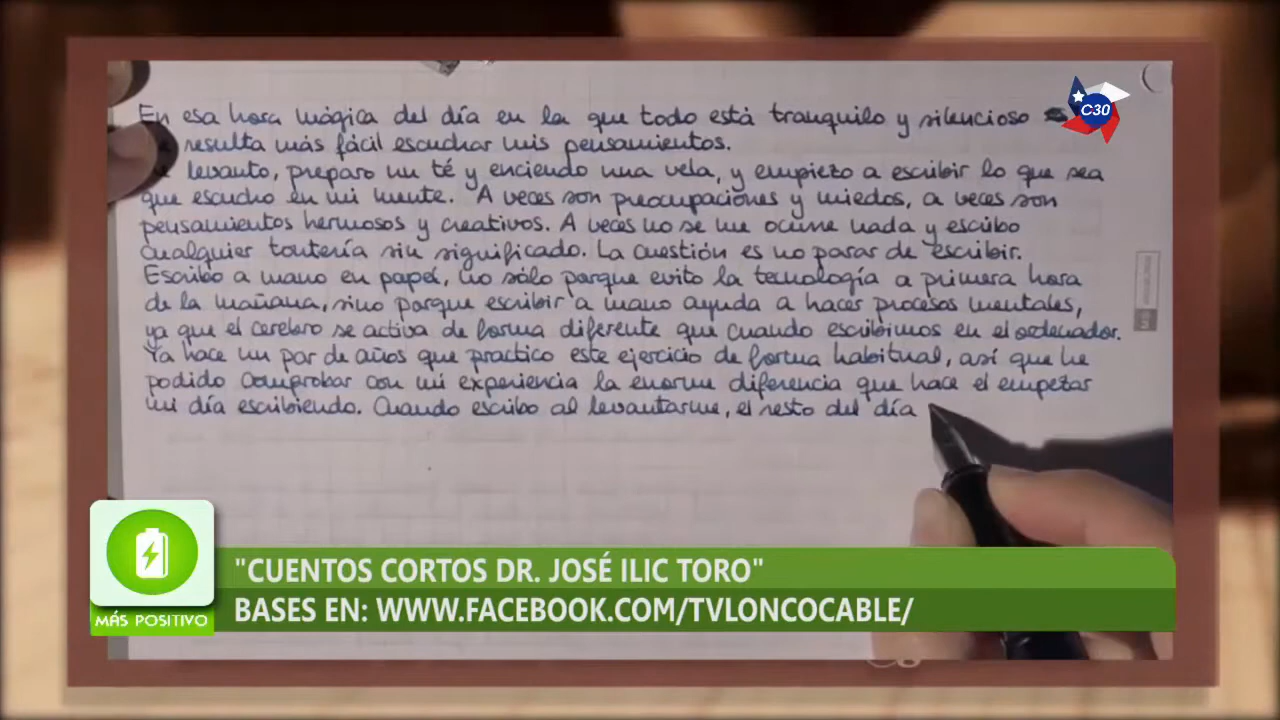 En esa hora mágica del día en la que todo está tranquilo y silencioso
resulta más fácil escuchar mis pensamientos.
levanto, preparo un té y enciendo una vela, y empiezo a escribir lo que sea
que escucho en mi mente. A veces son preocupaciones y miedos, a veces son
pensamientos hermosos y creativos. A veces no se me ocurre nada y escribo
cualquier tontería sin significado. La cuestión es no parar de escribir.
Escribo a mano en papel, no sólo porque evito la tecnología a primera hora
de la mañana, sino porque escribir a mano ayuda a hacer procesos mentales,
ya que el cerebro se activa de forma diferente que cuando escribimos en el ordenador.
Ya hace un par de años que practico este ejercicio de forma habitual, así que he
podido comprobar con mi experiencia la enorme diferencia que hace el empezar
mi día escribiendo. Cuando escribo al levantarme, el resto del día
C30
MÁS POSITIVO
"CUENTOS CORTOS DR. JOSÉ ILIC TORO"
BASES EN: WWW.FACEBOOK.COM/TVLONCOCABLE/